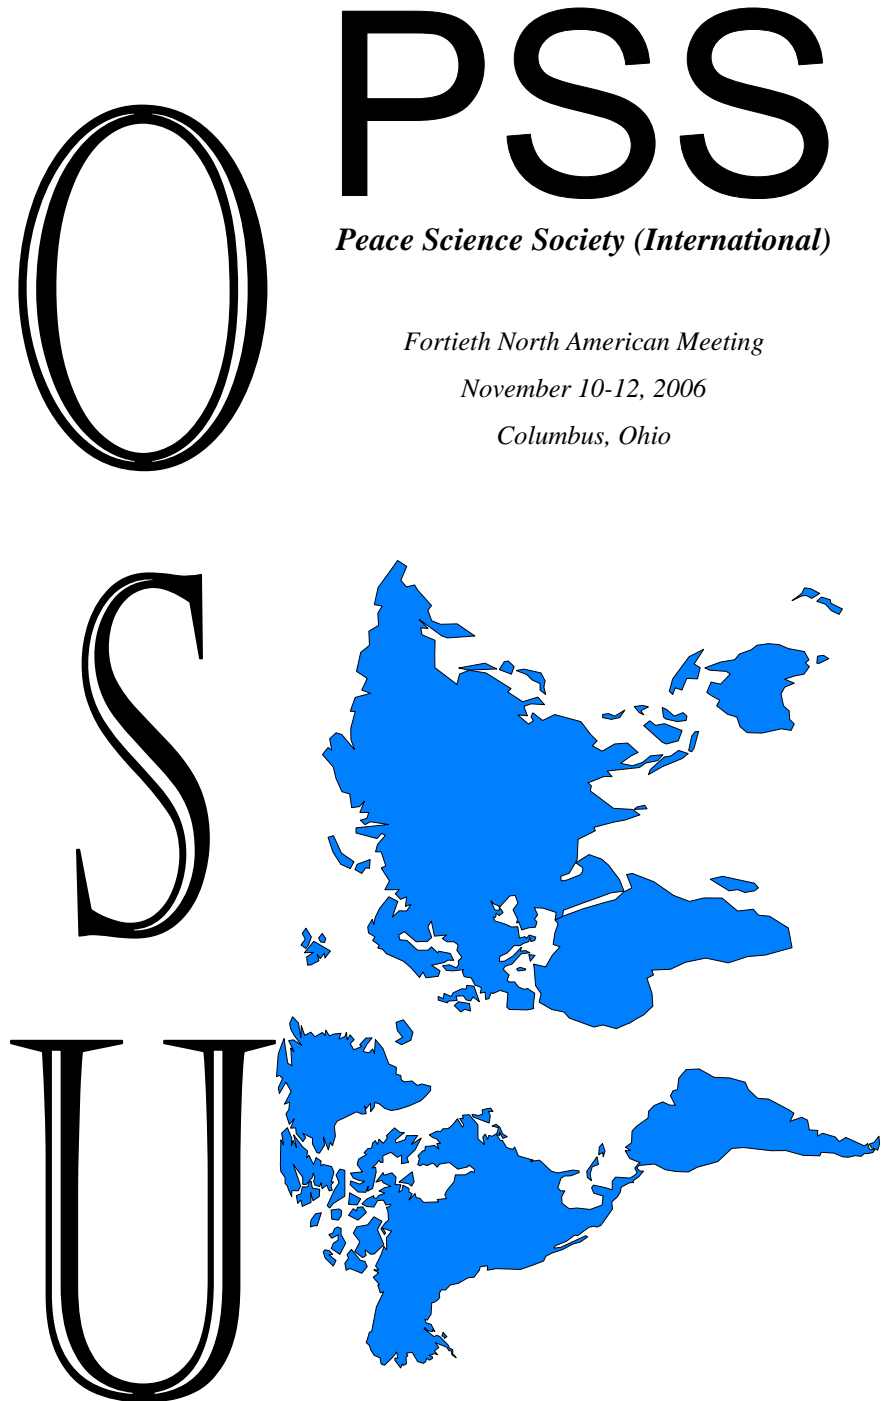 PSS
Peace Science Society (International)
Fortieth North American Meeting
November 10-12, 2006
Columbus, Ohio
O
S
U